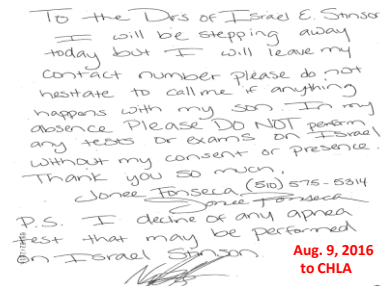 To the Drs of Israel E. Stinson
I will be stepping away
today but I will leave my
contact number please do not
hesitate to call me if anything
happens with my son. In my
absence Please DO NOT perform
any tests or exams on Israel
without my consent or presence.
Thank you so much,
Jonee Fonseca (510) 575-5314
Jonee Fonseca
P.S. I decline of any apnea
test that may be performed
on Israel Stinson.
Aug. 9, 2016
to CHLA